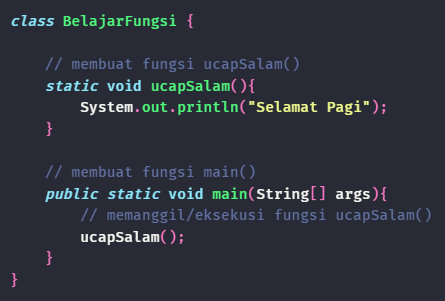 class BelajarFungsi {
// membuat fungsi ucapSalam()
static void ucapSalam(){
System.out.println("Selamat Pagi");
}
// membuat fungsi main()
public static void main(String[] args){
// memanggil/eksekusi fungsi ucapSalam()
ucapSalam();
}
}